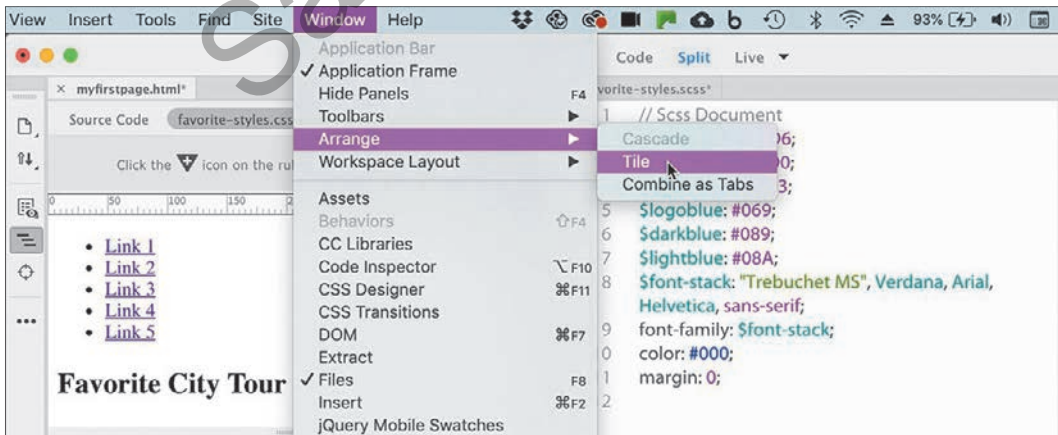 View Insert Tools Find Site Window Help 93%
Code Split Live
× myfirstpage.html*
Source Code favorite-styles.css
Click the icon on the
50 100 150
• Link 1
• Link 2
• Link 3
• Link 4
• Link 5
Favorite City Tour
Application Bar
✓ Application Frame
Hide Panels F4
Toolbars
Arrange
Workspace Layout
Assets
Behaviors ⇧F4
CC Libraries
Code Inspector ⌥F10
CSS Designer ⌘F11
CSS Transitions
DOM ⌘F7
Extract
✓ Files F8
Insert ⌘F2
jQuery Mobile Swatches
Cascade
Tile
Combine as Tabs
vorite-styles.scss*
1 // Scss Document
06;
00;
3;
5 $logoblue: #069;
6 $darkblue: #089;
7 $lightblue: #08A;
8 $font-stack: "Trebuchet MS", Verdana, Arial,
Helvetica, sans-serif;
9 font-family: $font-stack;
0 color: #000;
1 margin: 0;
2